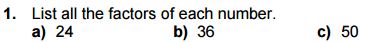 1. List all the factors of each number.
a) 24 b) 36 c) 50